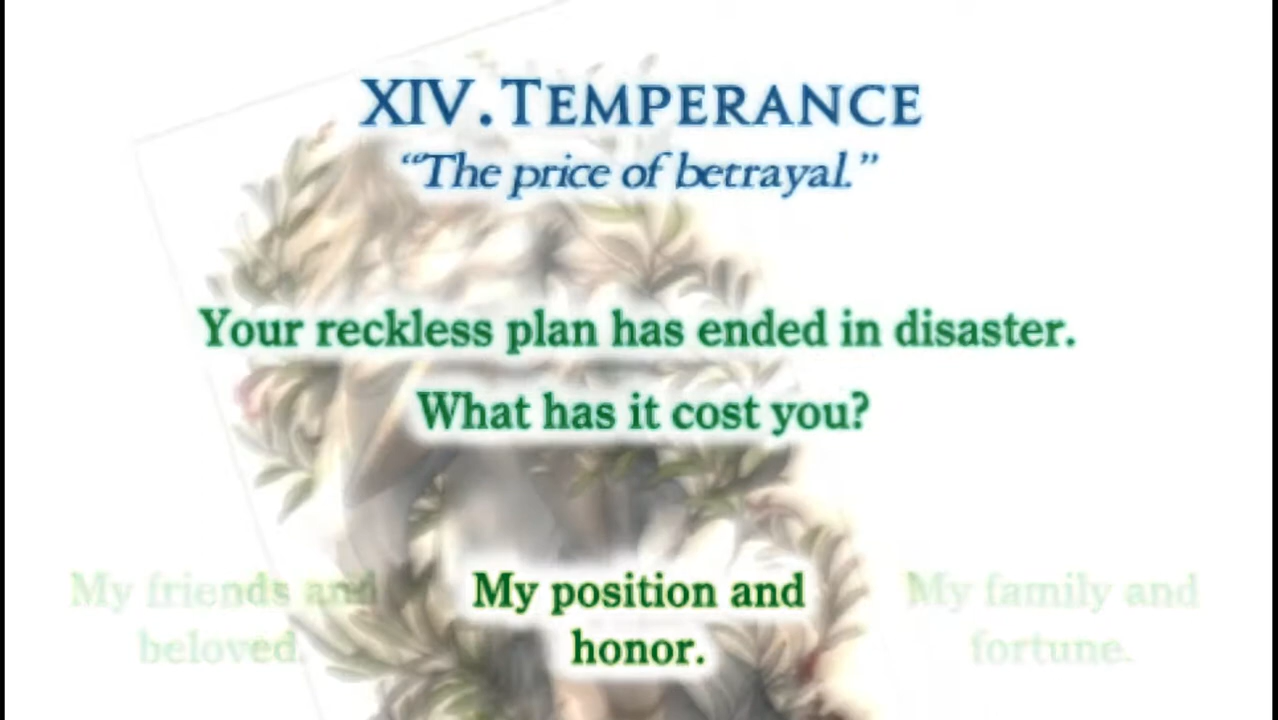 XIV. TEMPERANCE
“The price of betrayal.”
Your reckless plan has ended in disaster.
What has it cost you?
My friends and
beloved.
My position and
honor.
My family and
fortune.